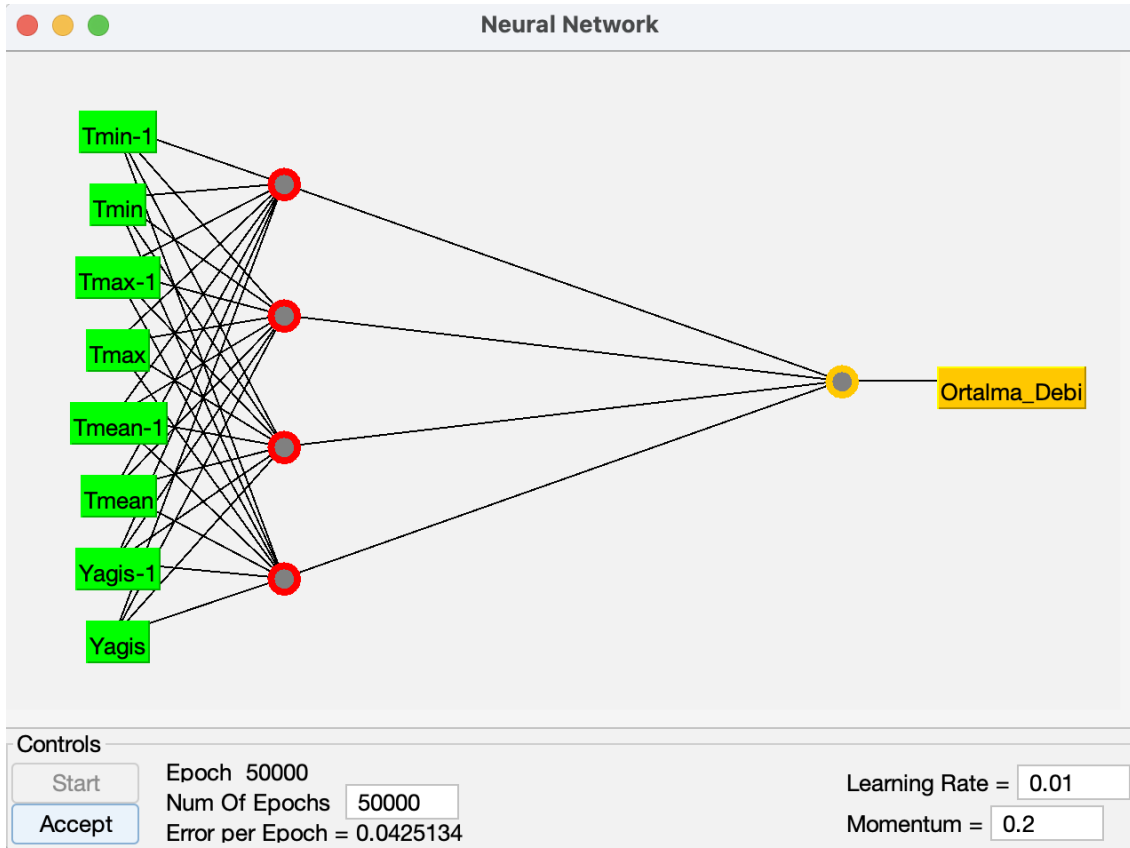 Neural Network
Tmin-1
Tmin
Tmax-1
Tmax
Tmean-1
Tmean
Yagis-1
Yagis
Ortalma_Debi
Controls
Start
Accept
Epoch 50000
Num Of Epochs 50000
Error per Epoch = 0.0425134
Learning Rate = 0.01
Momentum = 0.2